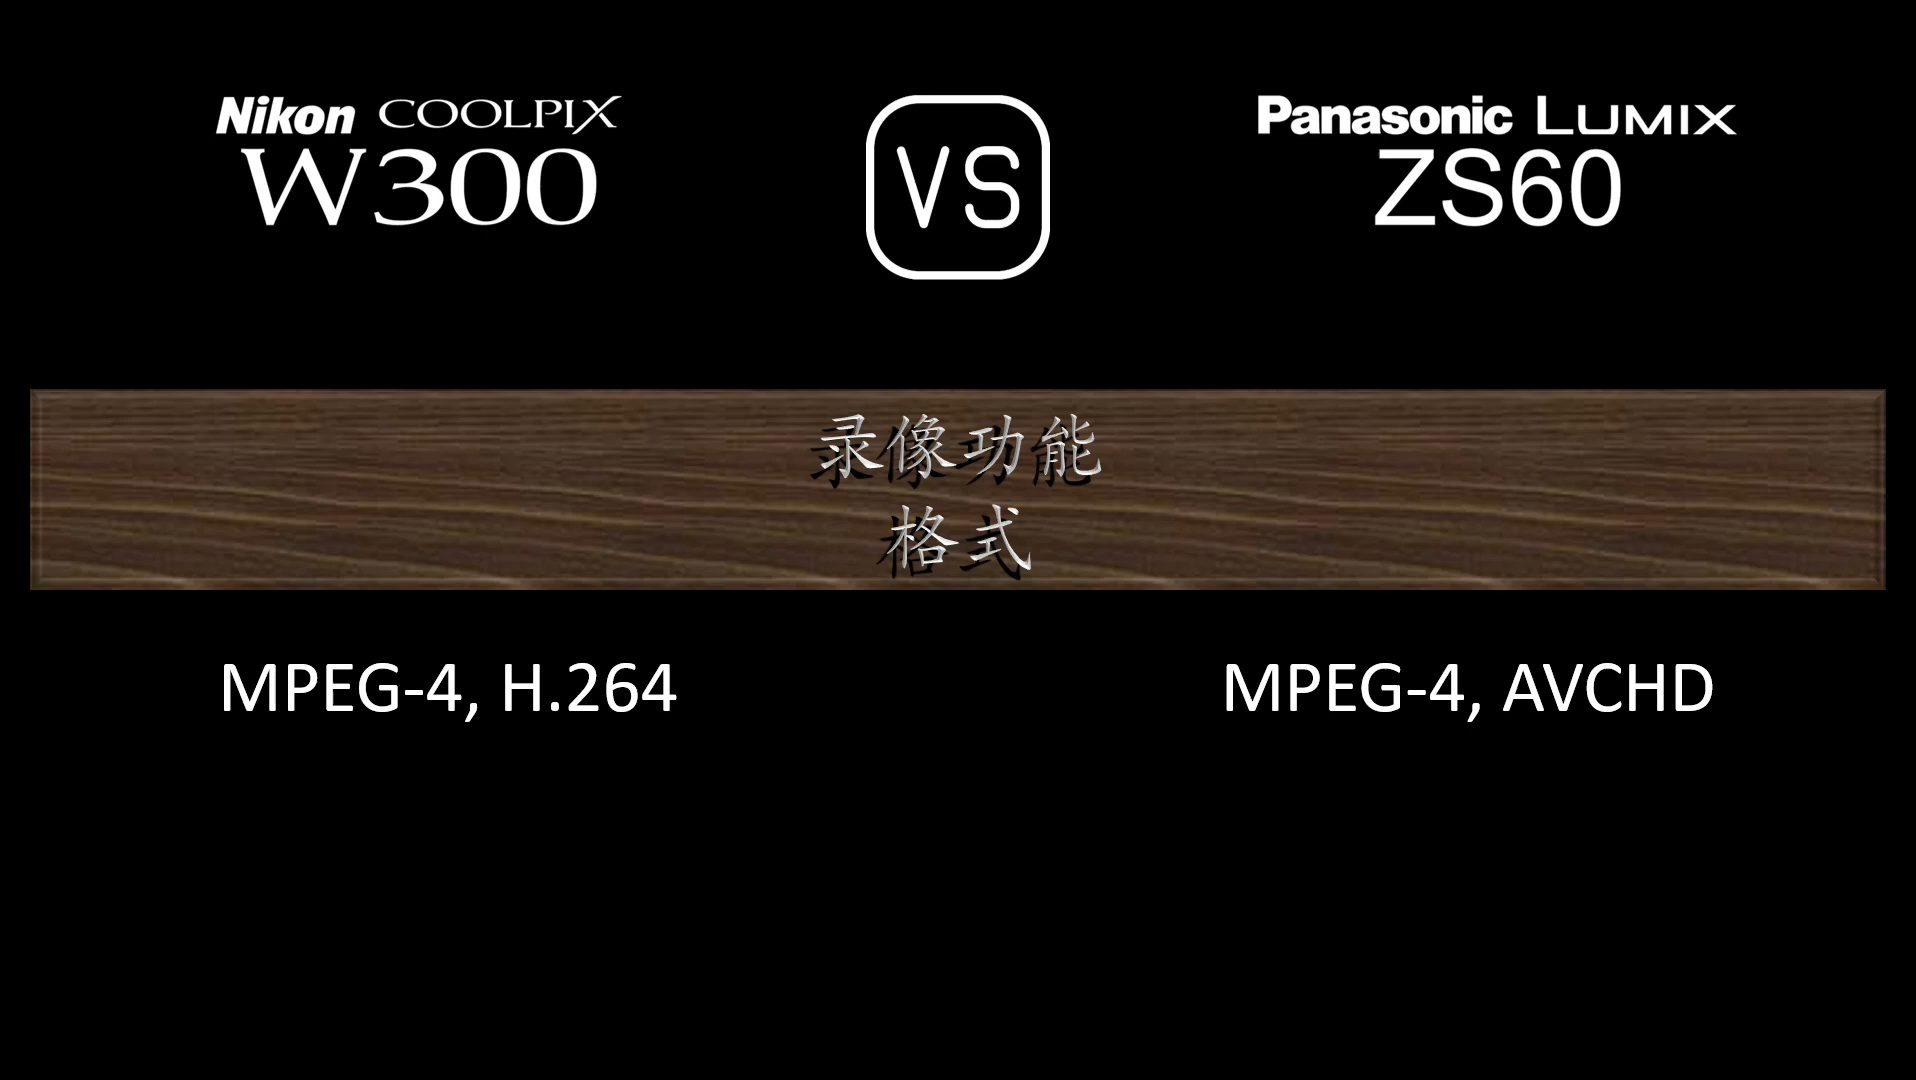 Nikon COOLPIX
W300
VS
Panasonic LUMIX
ZS60
录像功能
格式
MPEG-4, H.264
MPEG-4, AVCHD